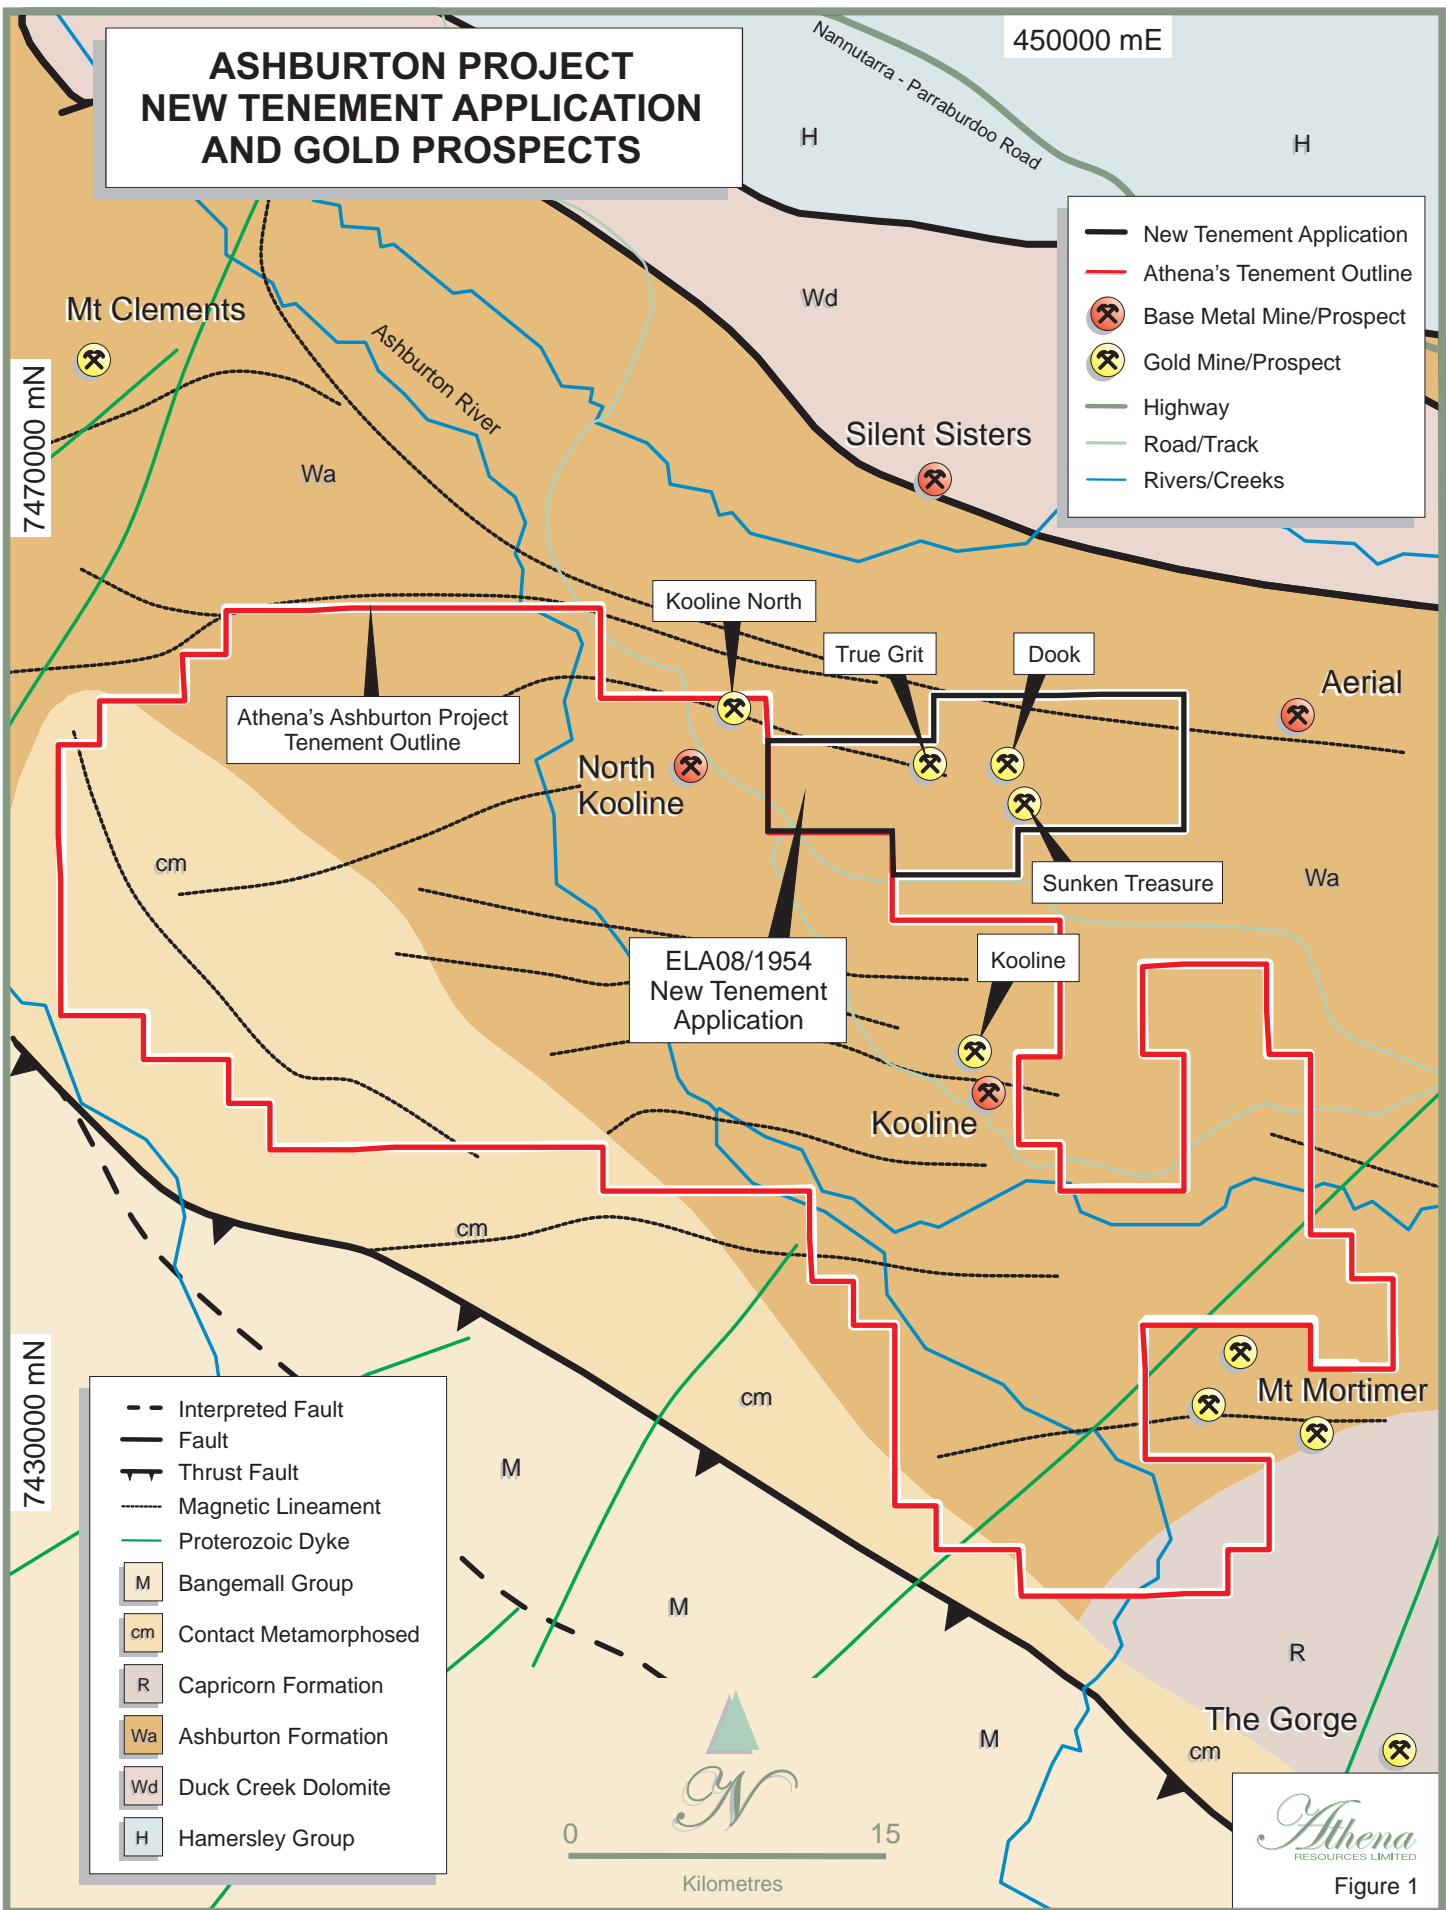 450000 mE
Nannutarra - Parraburdoo Road
ASHBURTON PROJECT
NEW TENEMENT APPLICATION
AND GOLD PROSPECTS
H
H
New Tenement Application
Athena's Tenement Outline
Base Metal Mine/Prospect
Gold Mine/Prospect
Highway
Road/Track
Rivers/Creeks
Wd
Mt Clements
Ashburton River
7470000 mN
Silent Sisters
Wa
Kooline North
True Grit
Dook
Aerial
Athena's Ashburton Project
Tenement Outline
North
Kooline
cm
Sunken Treasure
Wa
ELA08/1954
New Tenement
Application
Kooline
Kooline
cm
7430000 mN
cm
Mt Mortimer
M
Interpreted Fault
Fault
Thrust Fault
Magnetic Lineament
Proterozoic Dyke
M Bangemall Group
cm Contact Metamorphosed
R Capricorn Formation
Wa Ashburton Formation
Wd Duck Creek Dolomite
H Hamersley Group
M
R
The Gorge
M
cm
N
0 15
Kilometres
Athena
RESOURCES LIMITED
Figure 1